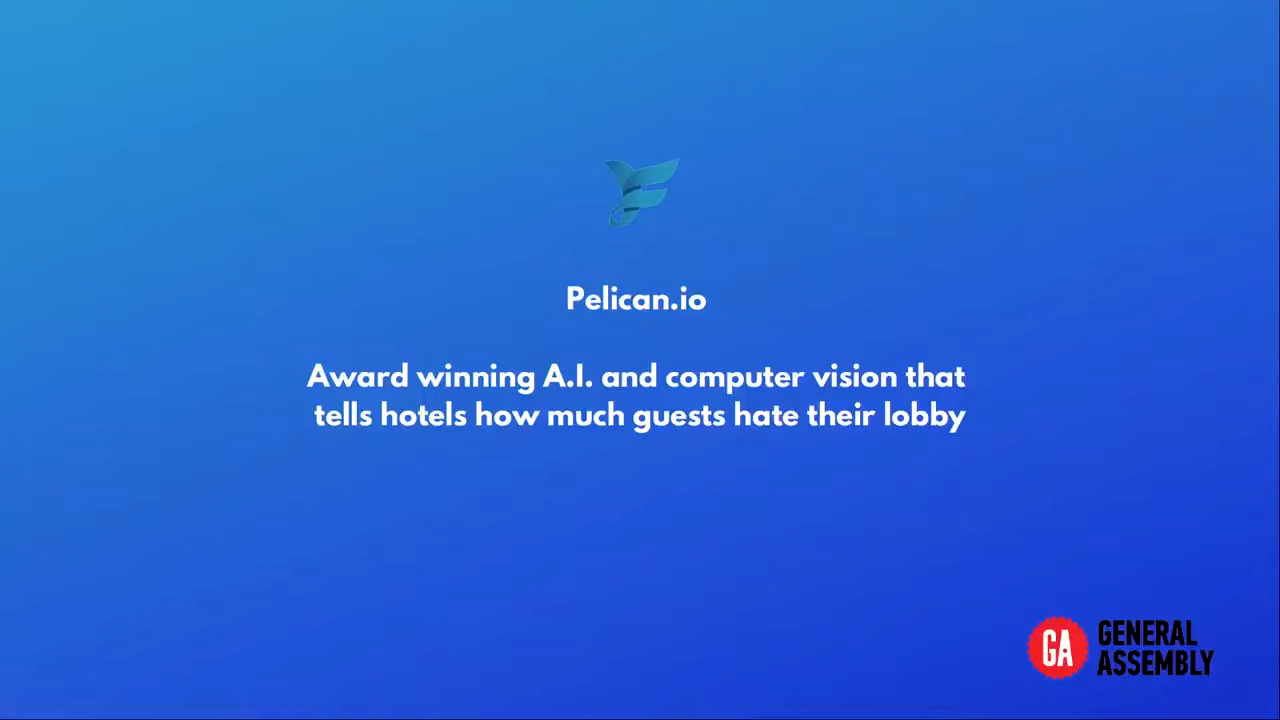 Pelican.io
Award winning A.I. and computer vision that
tells hotels how much guests hate their lobby
GA
GENERAL
ASSEMBLY